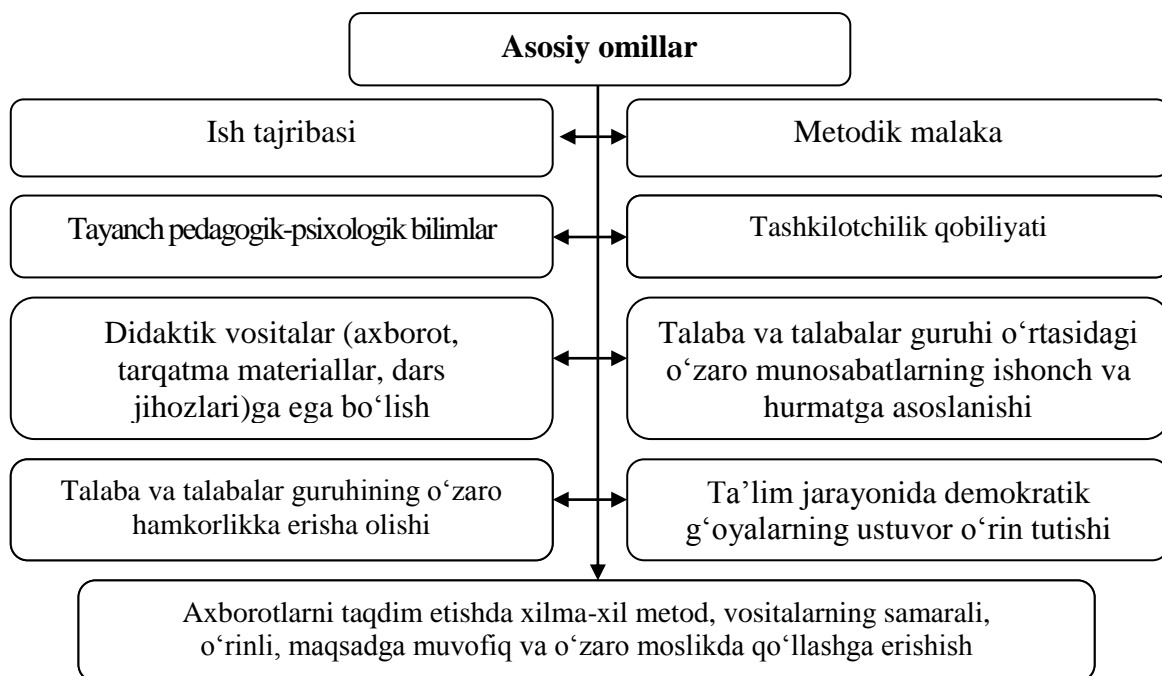 Asosiy omillar
Ish tajribasi
Metodik malaka
Tayanch pedagogik-psixologik bilimlar
Tashkilotchilik qobiliyati
Didaktik vositalar (axborot,
tarqatma materiallar, dars
jihozlari)ga ega bo‘lish
Talaba va talabalar guruhi o‘rtasidagi
o‘zaro munosabatlarning ishonch va
hurmatga asoslanishi
Talaba va talabalar guruhining o‘zaro
hamkorlikka erisha olishi
Ta’lim jarayonida demokratik
g‘oyalarning ustuvor o‘rin tutishi
Axborotlarni taqdim etishda xilma-xil metod, vositalarning samarali,
o‘rinli, maqsadga muvofiq va o‘zaro moslikda qo‘llashga erishish